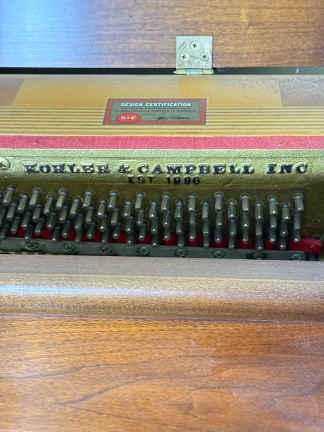 DESIGN CERTIFICATION
KOHLER & CAMPBELL INC
EST. 1896